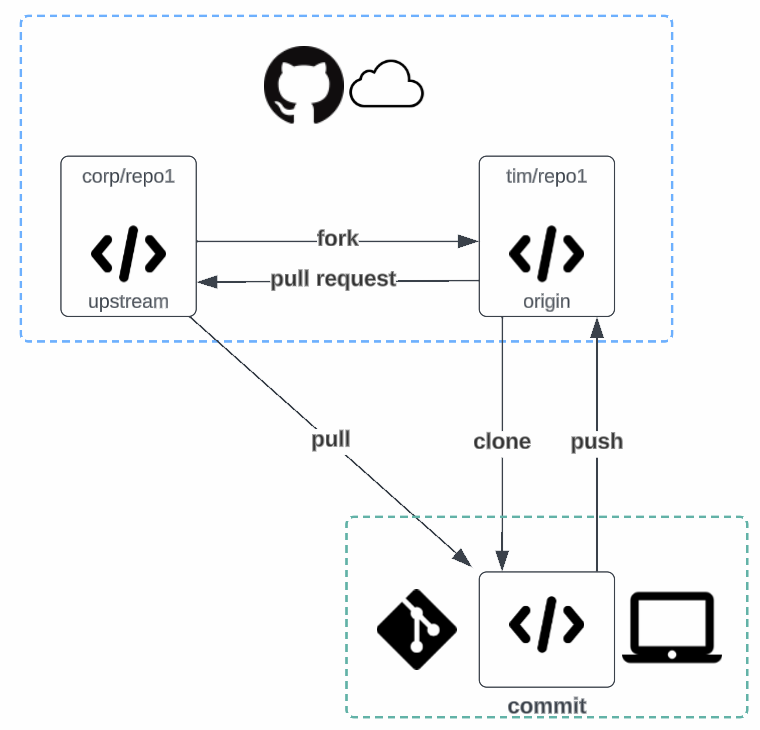 corp/repo1
tim/repo1
fork
pull request
upstream
origin
pull
clone
push
commit